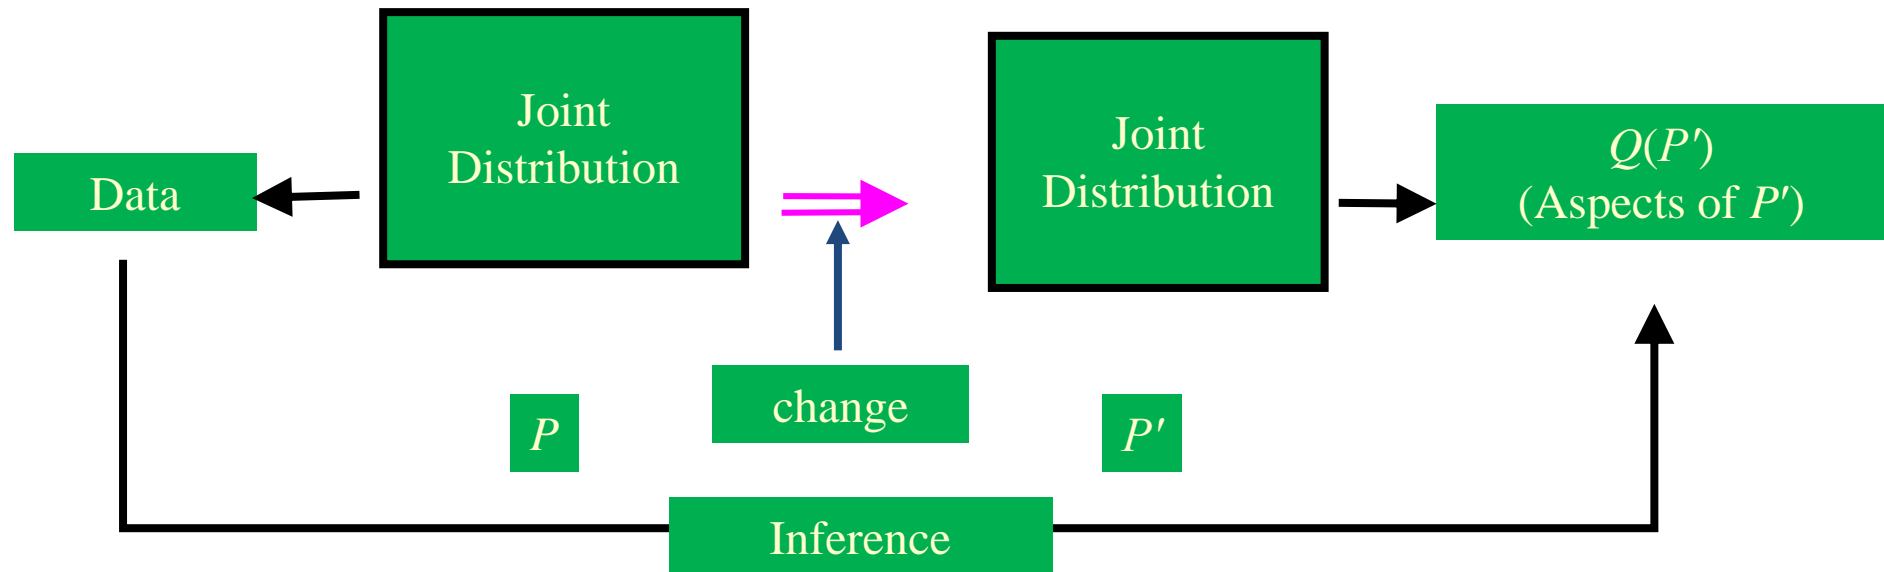 Joint
Distribution
Joint
Distribution
Data
Q(P')
(Aspects of P')
change
P
P'
Inference